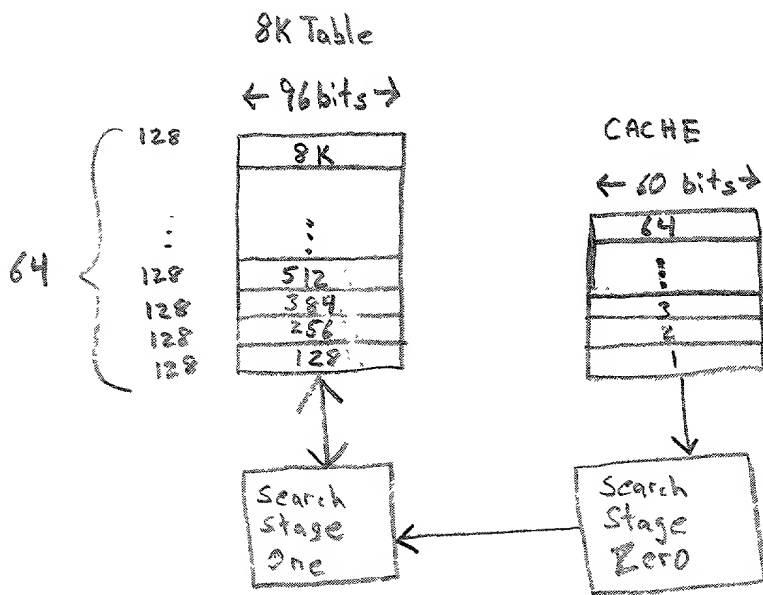 8K Table
← 96 bits →
128
8K
64
⋮
⋮
128
512
128
384
128
256
128
128
Search
Stage
One
CACHE
← 60 bits →
64
⋮
3
2
1
Search
Stage
Zero